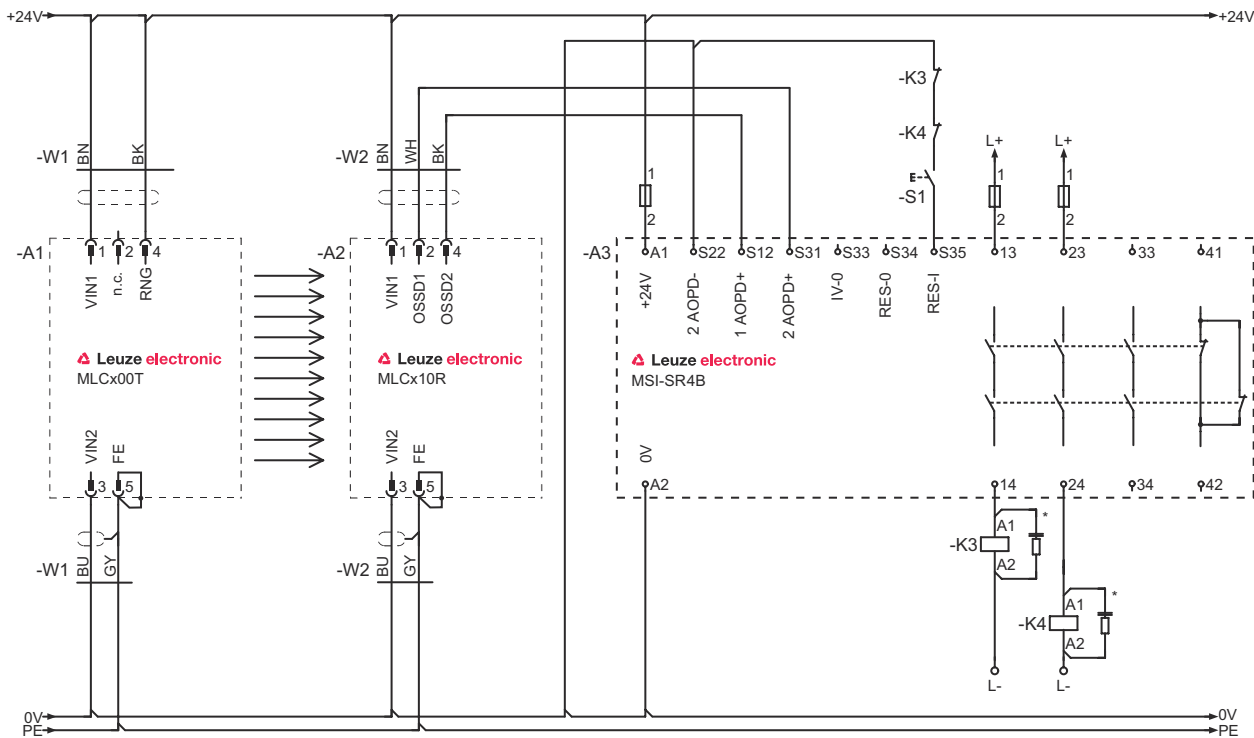 +24V
+24V
-K3
-K4
-S1
L+
L+
-W1
BN
BK
-W2
BN
WH
BK
1
2
1
2
1
2
-A1
1
2
4
VIN1
n.c.
RNG
-A2
1
2
4
VIN1
OSSD1
OSSD2
-A3
A1
S22
S12
S31
S33
S34
S35
13
23
33
41
+24V
2 AOPD-
1 AOPD+
2 AOPD+
IV-0
RES-0
RES-I
Leuze electronic
MLCx00T
Leuze electronic
MLCx10R
Leuze electronic
MSI-SR4B
VIN2
FE
3
5
VIN2
FE
3
5
0V
A2
14
24
34
42
-W1
BU
GY
-W2
BU
GY
-K3
A1
A2
*
-K4
A1
A2
*
L-
L-
0V
PE
0V
PE